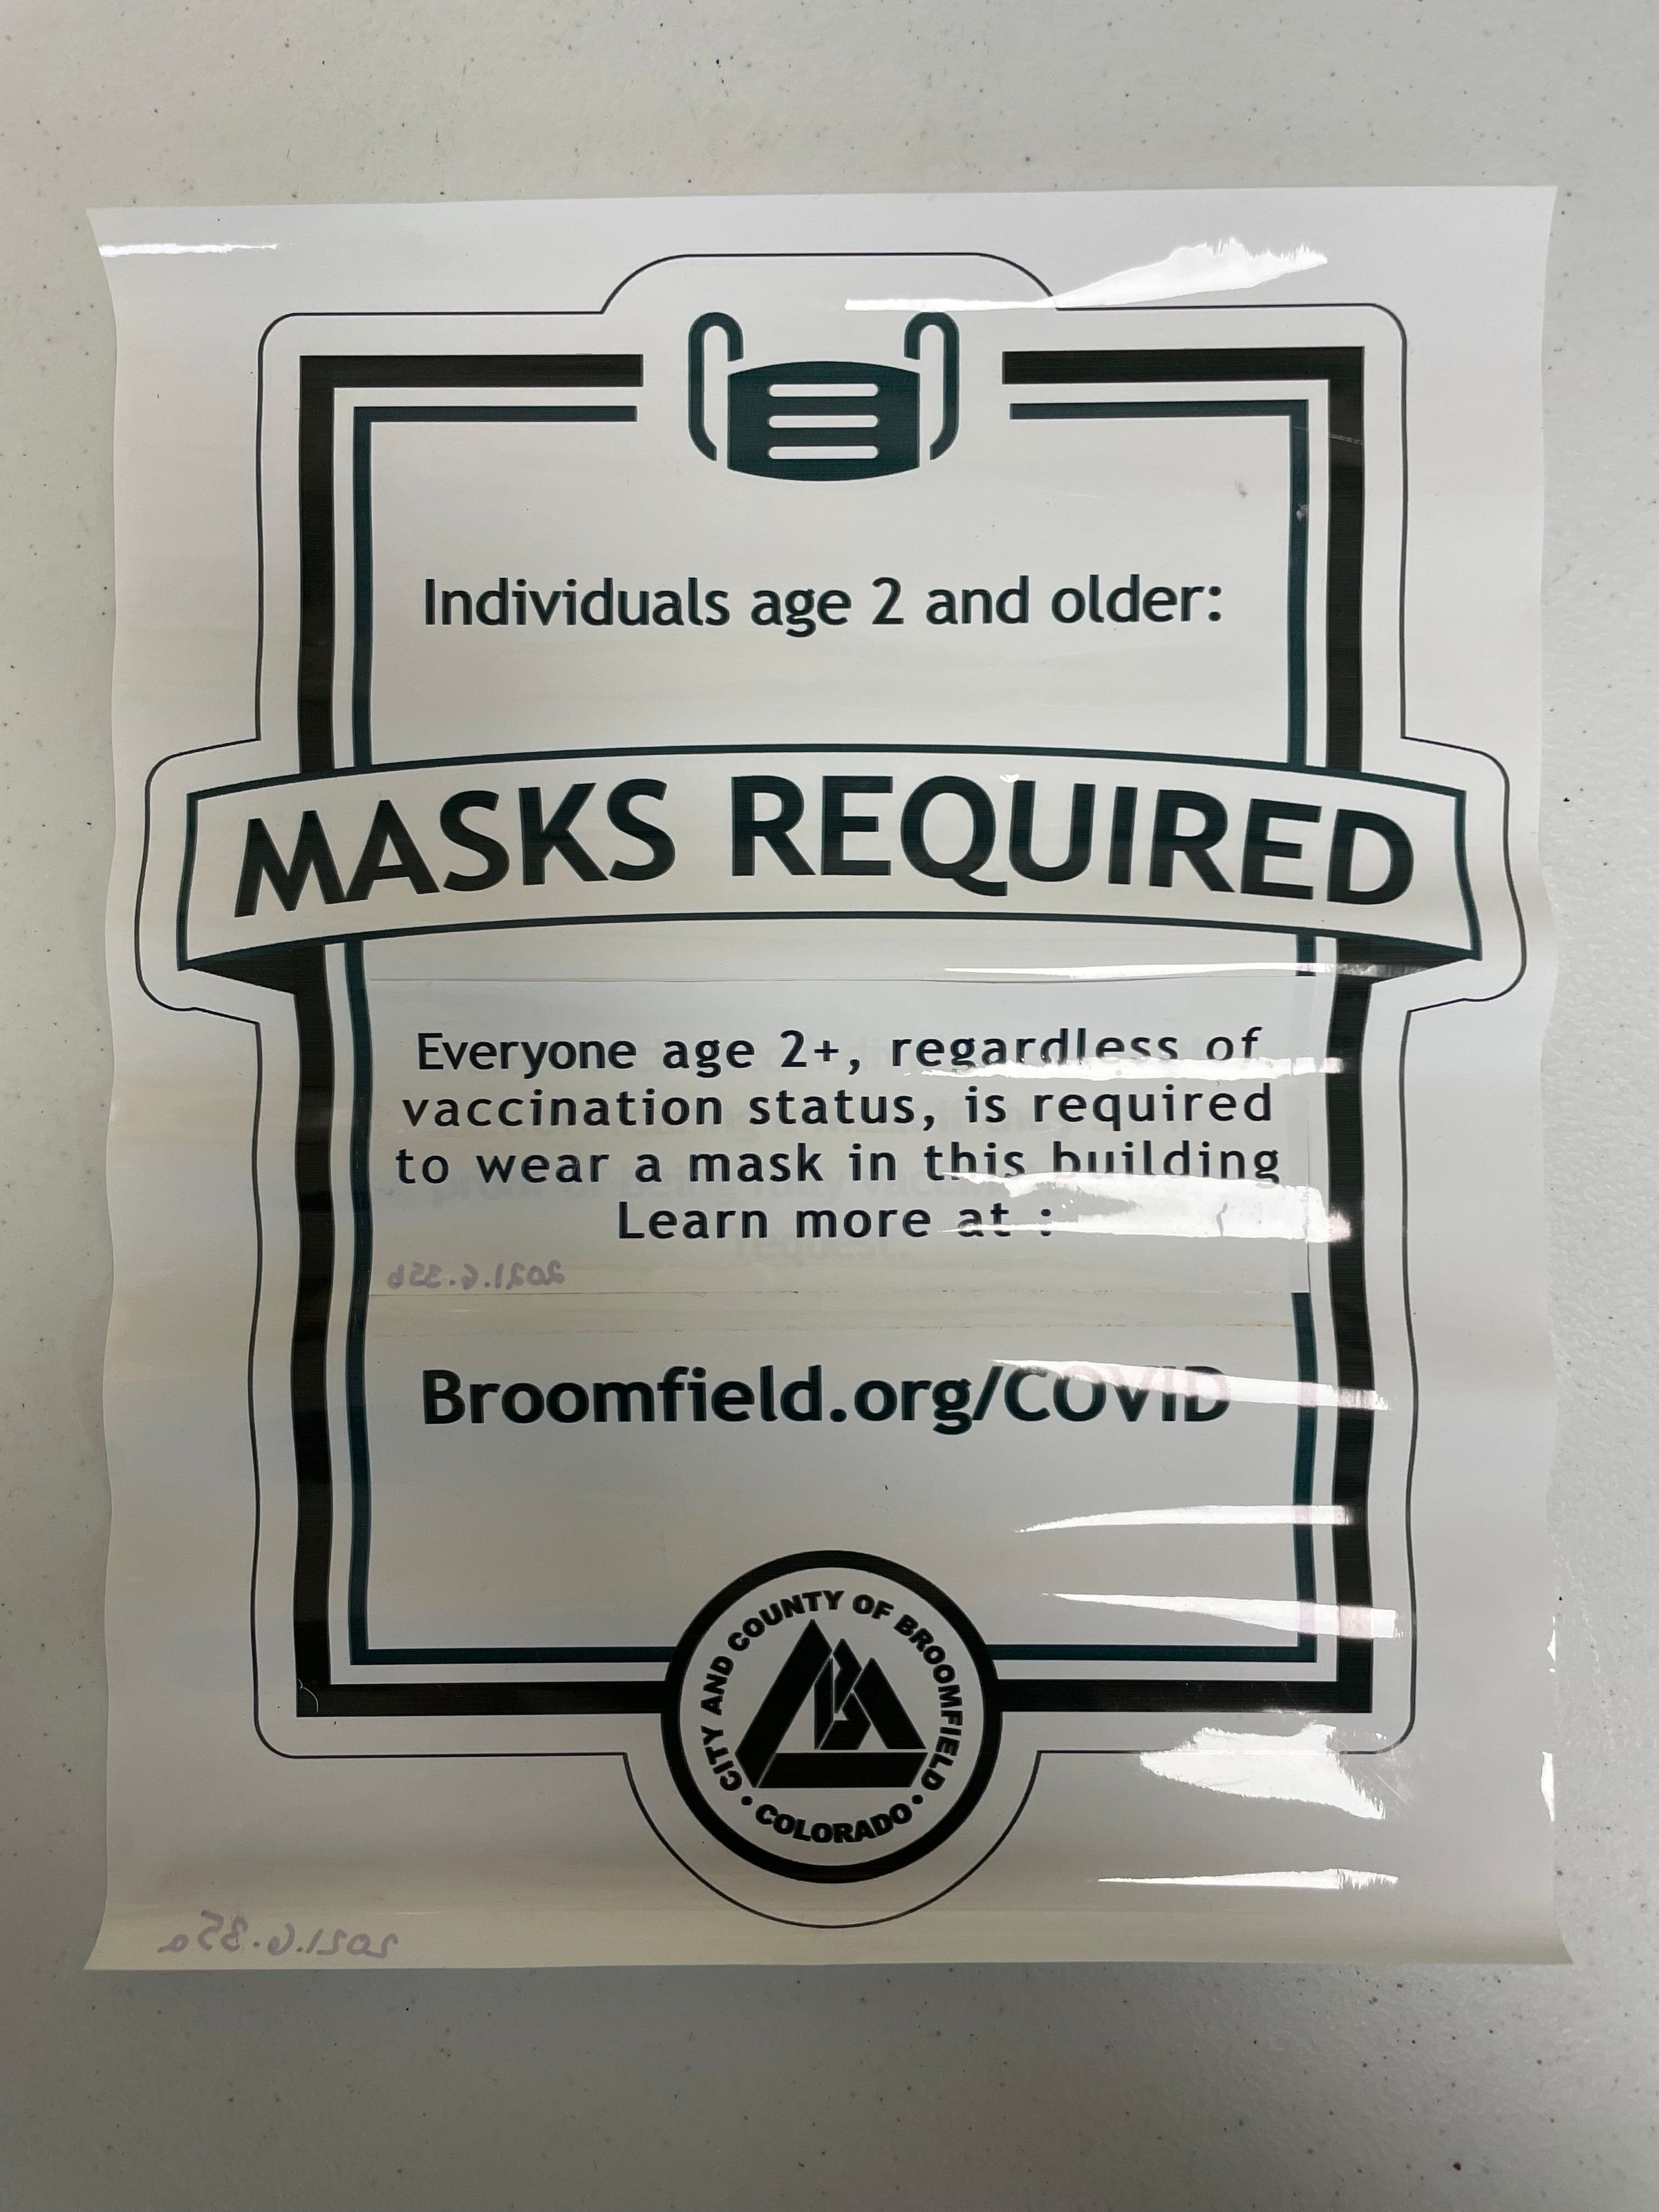 Individuals age 2 and older:
MASKS REQUIRED
Everyone age 2+, regardless of
vaccination status, is required
to wear a mask in this building
Learn more at :
request.
2021.6.35b
Broomfield.org/COVID
CITY AND COUNTY OF BROOMFIELD
• COLORADO •
2021.6.35a